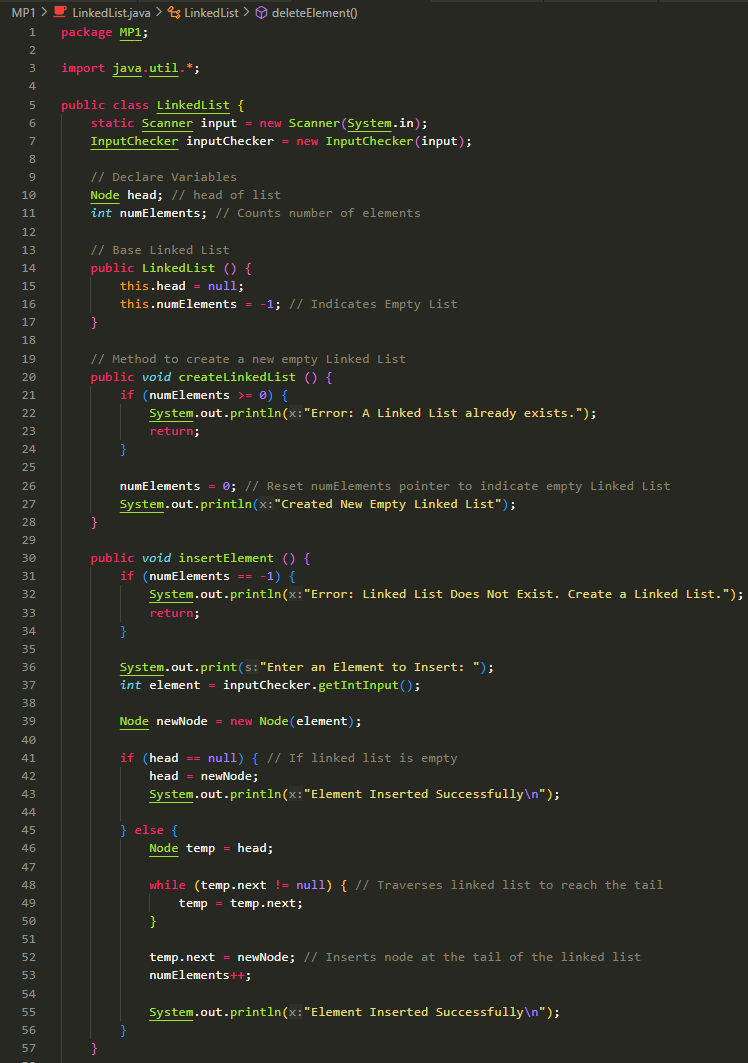 MP1 > LinkedList.java > LinkedList > deleteElement()
1 package MP1;
2
3 import java.util.*;
4
5 public class LinkedList {
6     static Scanner input = new Scanner(System.in);
7     InputChecker inputChecker = new InputChecker(input);
8
9     // Declare Variables
10     Node head; // head of list
11     int numElements; // Counts number of elements
12
13     // Base Linked List
14     public LinkedList () {
15         this.head = null;
16         this.numElements = -1; // Indicates Empty List
17     }
18
19     // Method to create a new empty Linked List
20     public void createLinkedList () {
21         if (numElements >= 0) {
22             System.out.println(x:"Error: A Linked List already exists.");
23             return;
24         }
25
26         numElements = 0; // Reset numElements pointer to indicate empty Linked List
27         System.out.println(x:"Created New Empty Linked List");
28     }
29
30     public void insertElement () {
31         if (numElements == -1) {
32             System.out.println(x:"Error: Linked List Does Not Exist. Create a Linked List.");
33             return;
34         }
35
36         System.out.print(s:"Enter an Element to Insert: ");
37         int element = inputChecker.getIntInput();
38
39         Node newNode = new Node(element);
40
41         if (head == null) { // If linked list is empty
42             head = newNode;
43             System.out.println(x:"Element Inserted Successfully\n");
44
45         } else {
46             Node temp = head;
47
48             while (temp.next != null) { // Traverses linked list to reach the tail
49                 temp = temp.next;
50             }
51
52             temp.next = newNode; // Inserts node at the tail of the linked list
53             numElements++;
54
55             System.out.println(x:"Element Inserted Successfully\n");
56         }
57     }